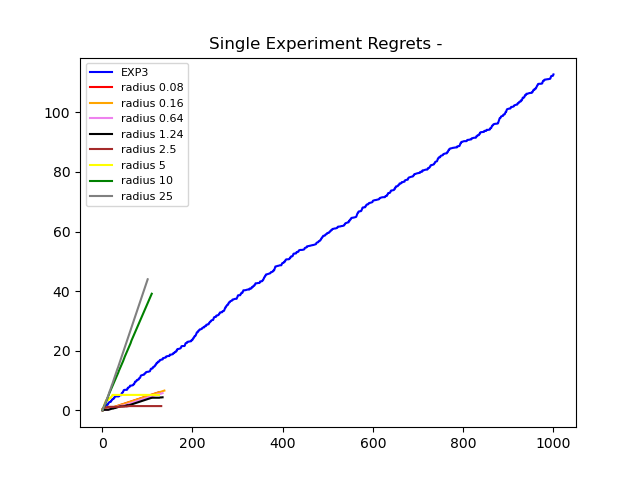 Single Experiment Regrets -
EXP3
radius 0.08
radius 0.16
radius 0.64
radius 1.24
radius 2.5
radius 5
radius 10
radius 25
100
80
60
40
20
0
0 200 400 600 800 1000